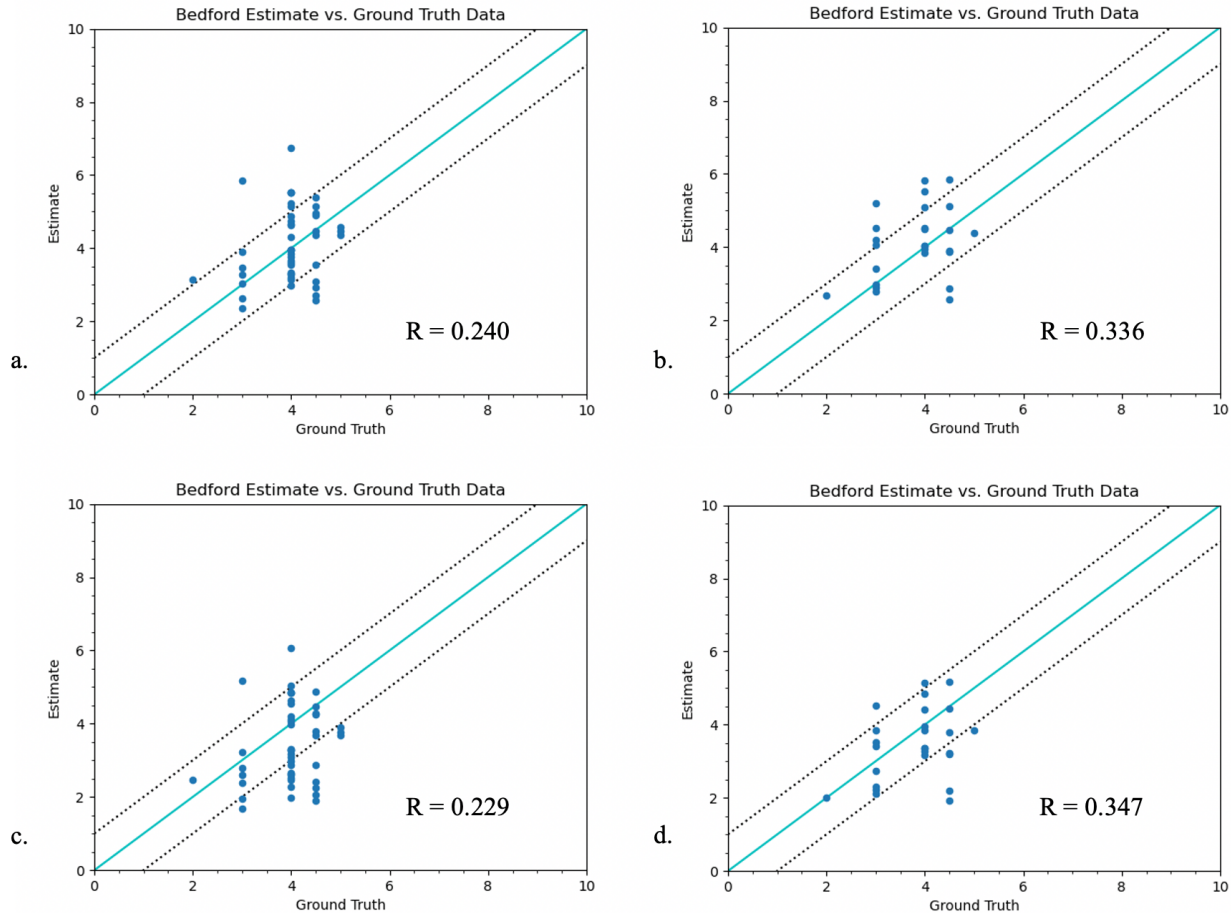 Bedford Estimate vs. Ground Truth Data
10
8
6
4
2
0
Estimate
R = 0.240
a.
0 2 4 6 8 10
Ground Truth
Bedford Estimate vs. Ground Truth Data
10
8
6
4
2
0
Estimate
R = 0.336
b.
0 2 4 6 8 10
Ground Truth
Bedford Estimate vs. Ground Truth Data
10
8
6
4
2
0
Estimate
R = 0.229
c.
0 2 4 6 8 10
Ground Truth
Bedford Estimate vs. Ground Truth Data
10
8
6
4
2
0
Estimate
R = 0.347
d.
0 2 4 6 8 10
Ground Truth